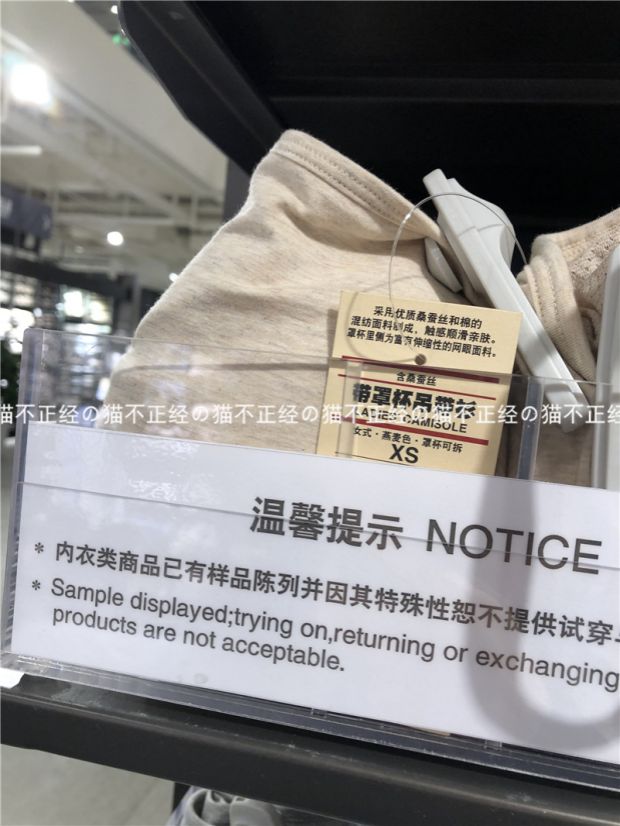 采用优质桑蚕丝和棉的
混纺面料制成，触感顺滑亲肤。
罩杯里侧为富有伸缩性的网眼面料。
含桑蚕丝
带罩杯吊带衫
LADIES CAMISOLE
女式·燕麦色·罩杯可拆
XS
猫不正经の猫不正经の猫不正经の猫不正经の猫不正经の猫不正经
温馨提示 NOTICE
* 内衣类商品已有样品陈列并因其特殊性恕不提供试穿
* Sample displayed;trying on,returning or exchanging
products are not acceptable.